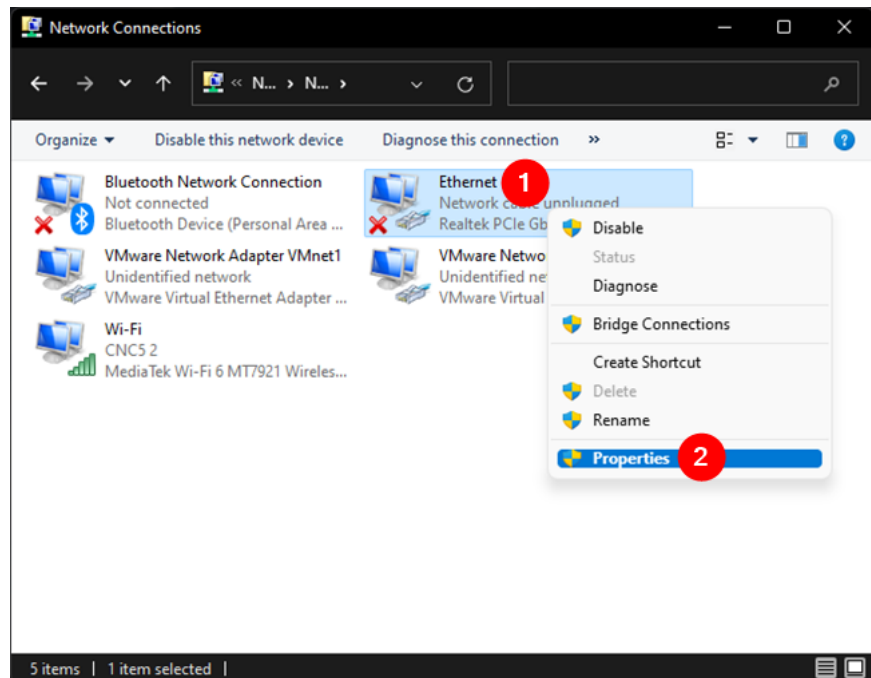 Network Connections
« N... › N... ›
Organize
Disable this network device
Diagnose this connection
»
?
Bluetooth Network Connection
Not connected
Bluetooth Device (Personal Area ...
Ethernet
1
Network cable unplugged
Realtek PCIe Gb
VMware Network Adapter VMnet1
Unidentified network
VMware Virtual Ethernet Adapter ...
VMware Netwo
Unidentified ne
VMware Virtual
Wi-Fi
CNC5 2
MediaTek Wi-Fi 6 MT7921 Wireles...
Disable
Status
Diagnose
Bridge Connections
Create Shortcut
Delete
Rename
Properties
2
5 items | 1 item selected |